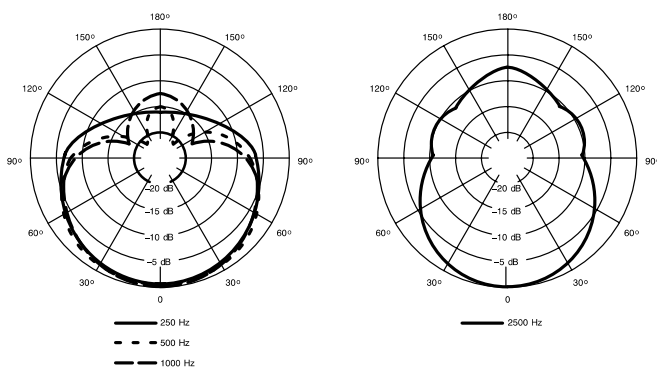 180° 180°
150° 150° 150° 150°
120° 120° 120° 120°
90° 90° 90° 90°
–20 dB –20 dB
–15 dB –15 dB
60° 60° 60° 60°
–10 dB –10 dB
–5 dB –5 dB
30° 30° 30° 30°
0 0
250 Hz 2500 Hz
500 Hz
1000 Hz